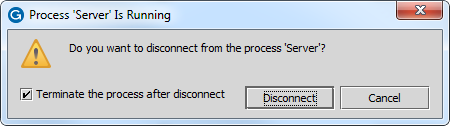 Process 'Server' Is Running
Do you want to disconnect from the process 'Server'?
Terminate the process after disconnect
Disconnect
Cancel